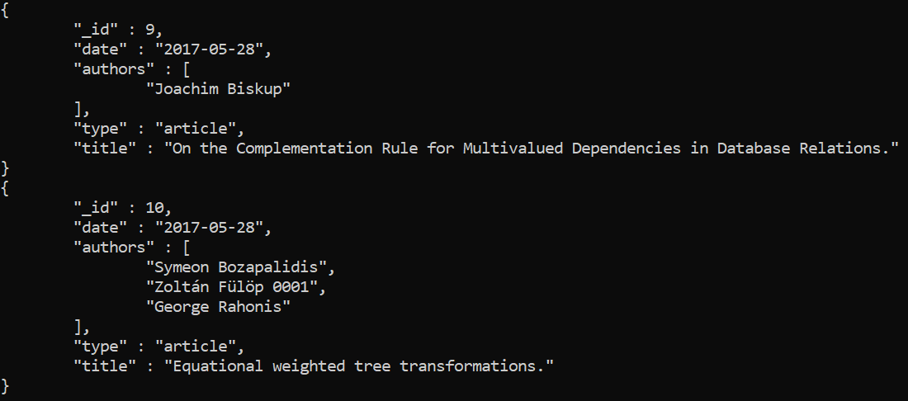 {
"_id" : 9,
"date" : "2017-05-28",
"authors" : [
"Joachim Biskup"
],
"type" : "article",
"title" : "On the Complementation Rule for Multivalued Dependencies in Database Relations."
}
{
"_id" : 10,
"date" : "2017-05-28",
"authors" : [
"Symeon Bozapalidis",
"Zoltán Fülöp 0001",
"George Rahonis"
],
"type" : "article",
"title" : "Equational weighted tree transformations."
}